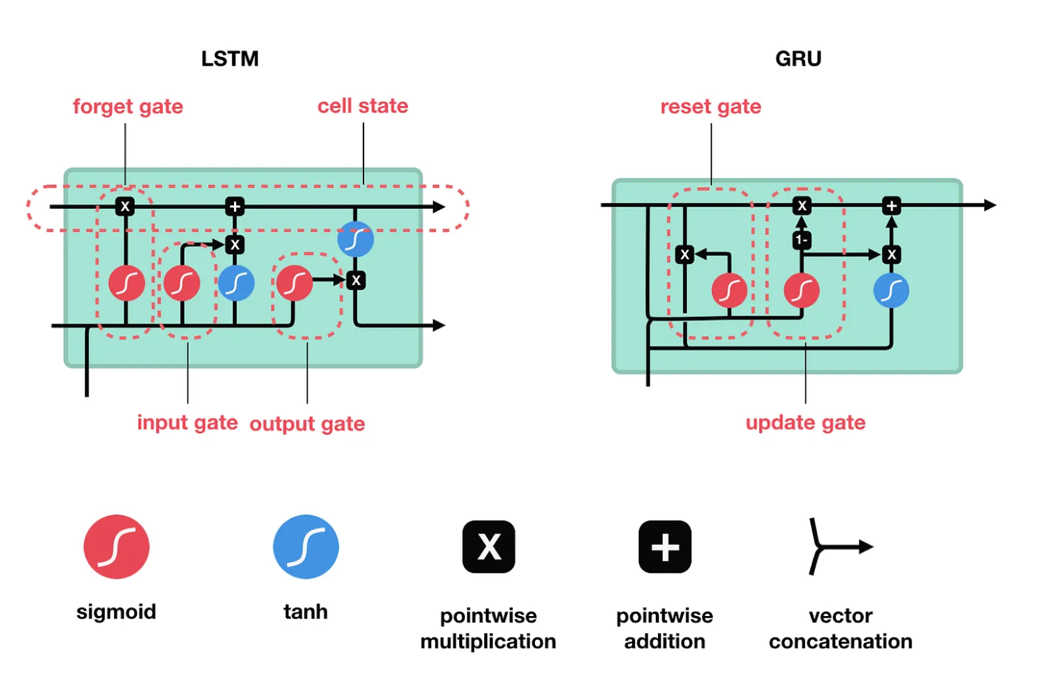 LSTM
GRU
forget gate
cell state
reset gate
X
+
X
X
X
+
X
1-
X
input gate
output gate
update gate
X
+
sigmoid
tanh
pointwise
multiplication
pointwise
addition
vector
concatenation